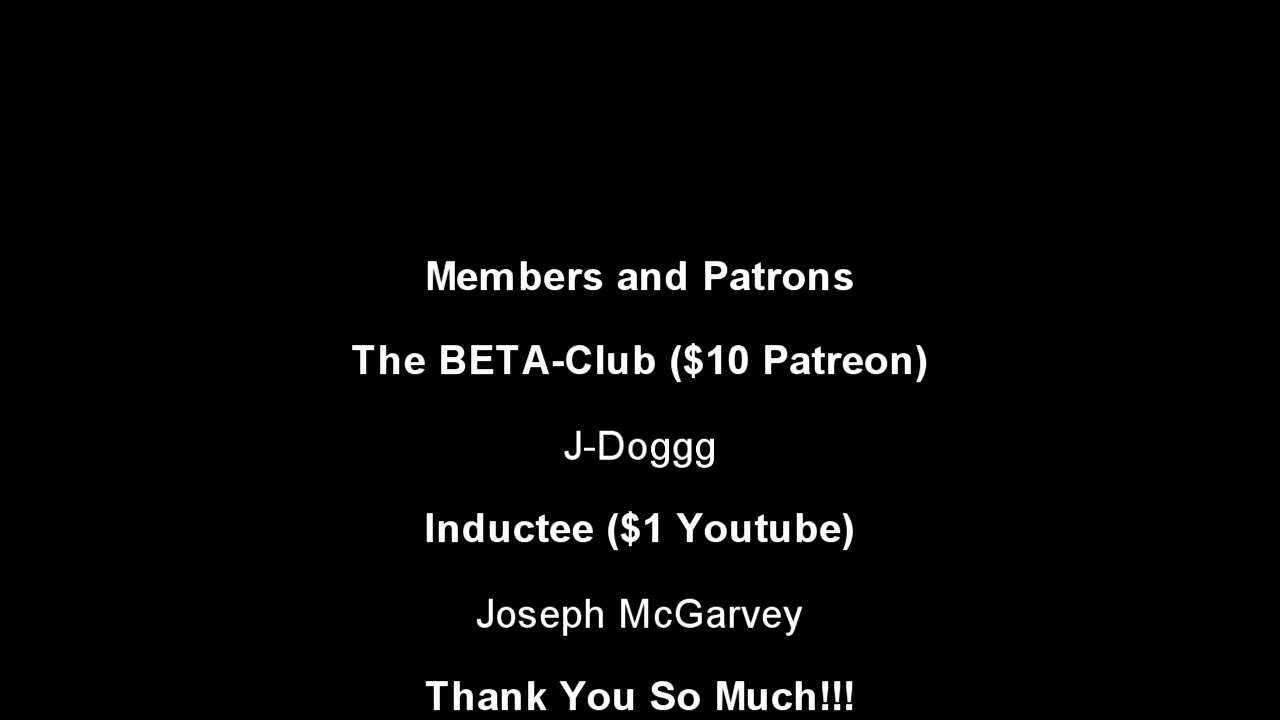 Members and Patrons
The BETA-Club ($10 Patreon)
J-Doggg
Inductee ($1 Youtube)
Joseph McGarvey
Thank You So Much!!!